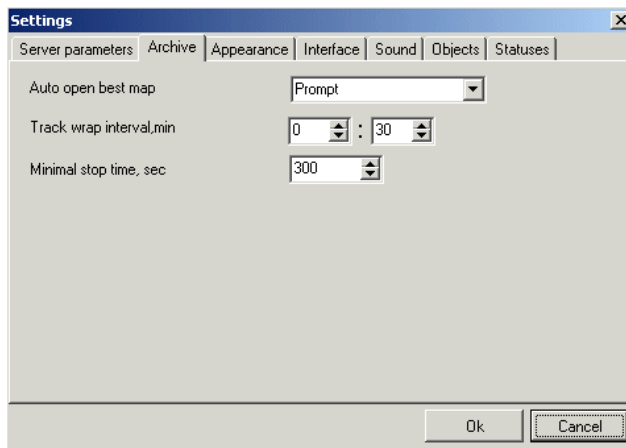 Settings
Server parameters Archive Appearance Interface Sound Objects Statuses
Auto open best map Prompt
Track wrap interval,min 0 : 30
Minimal stop time, sec 300
Ok Cancel